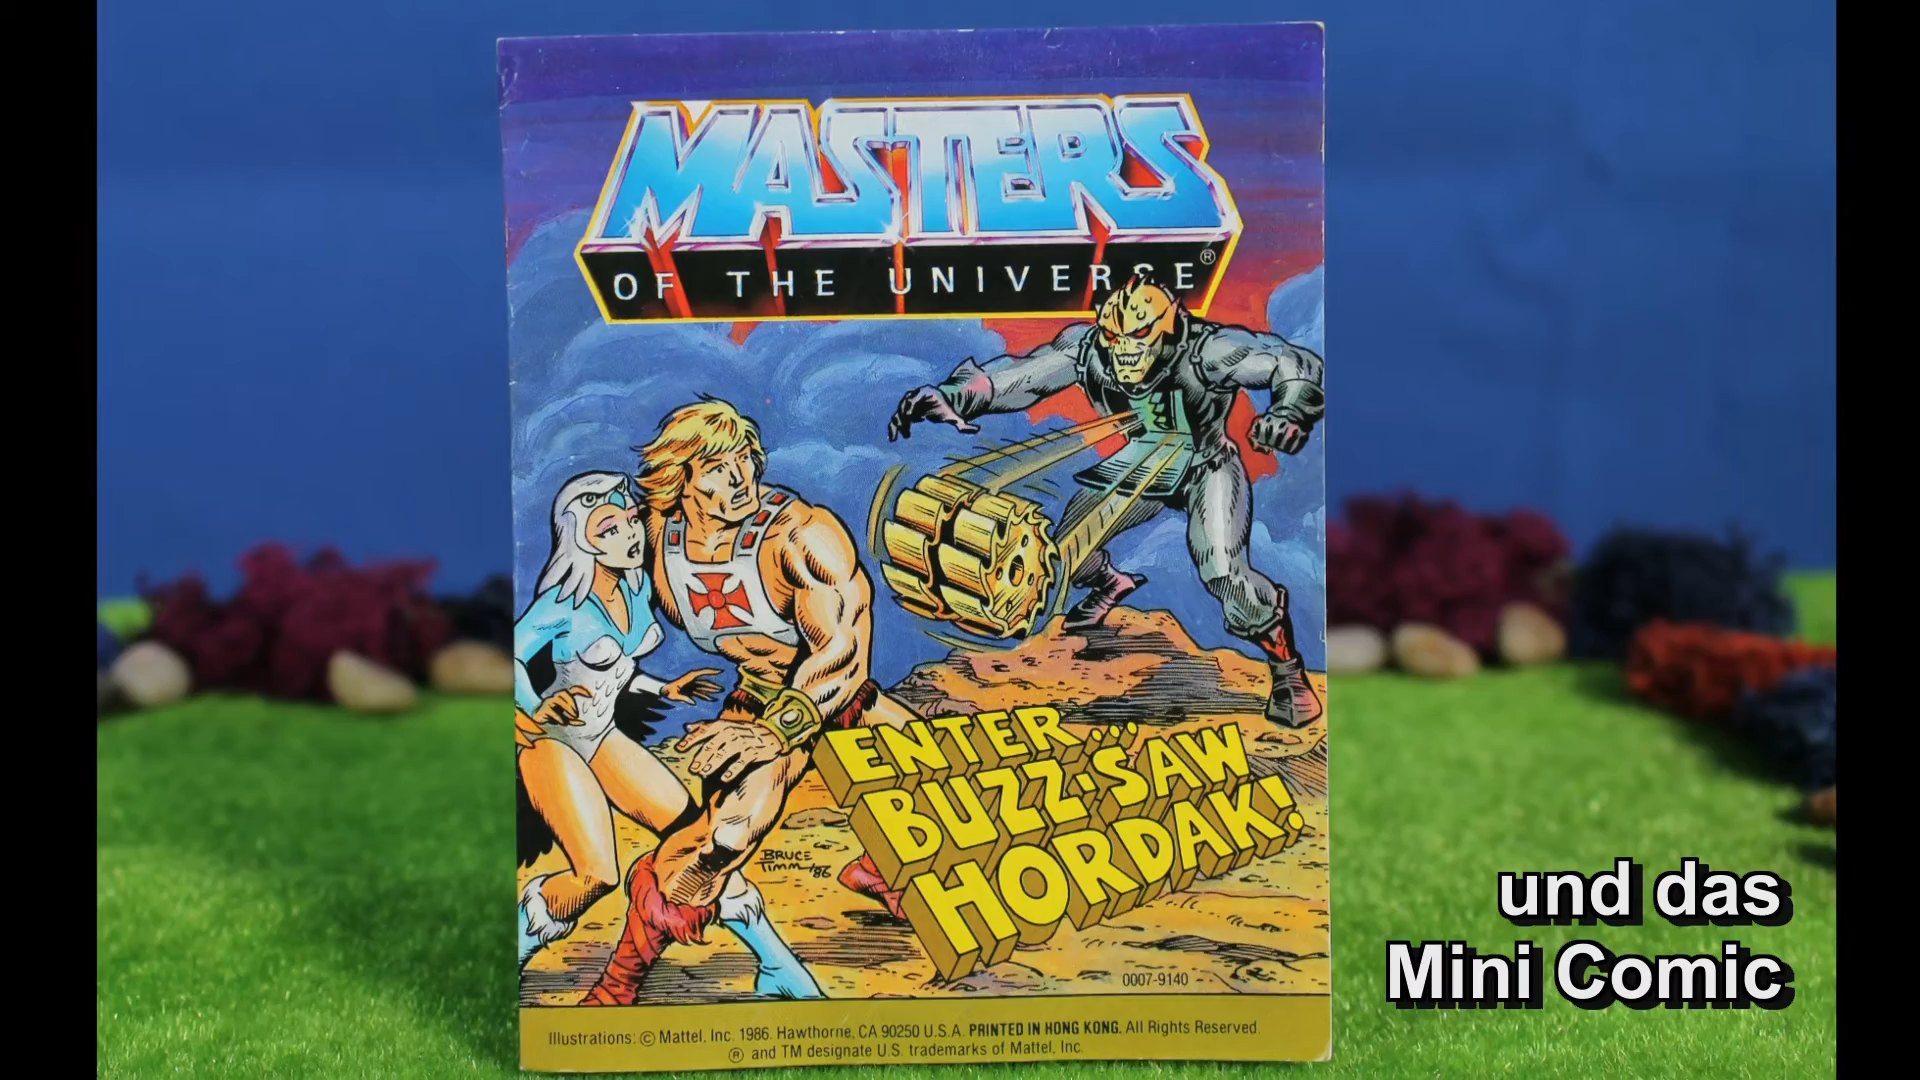 MASTERS
OF THE UNIVERSE®
ENTER...
BUZZ-SAW
HORDAK!
BRUCE
TIMM '86
0007-9140
und das
Mini Comic
Illustrations: © Mattel, Inc. 1986. Hawthorne, CA 90250 U.S.A. PRINTED IN HONG KONG. All Rights Reserved.
® and TM designate U.S. trademarks of Mattel, Inc.